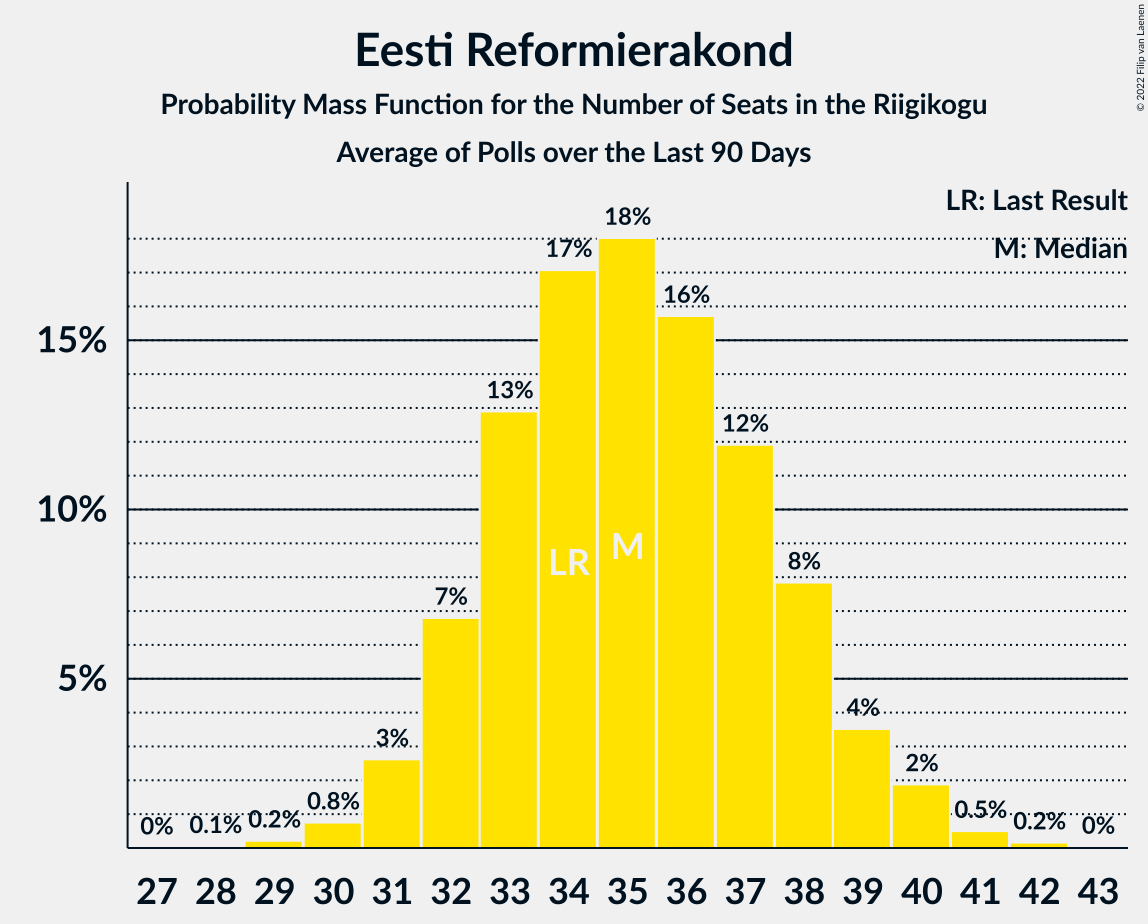 Eesti Reformierakond
Probability Mass Function for the Number of Seats in the Riigikogu
Average of Polls over the Last 90 Days
© 2022 Filip van Laenen
LR: Last Result
M: Median
15%
10%
5%
0%
0.1%
0.2%
0.8%
3%
7%
13%
17%
18%
16%
12%
8%
4%
2%
0.5%
0.2%
0%
LR
M
27 28 29 30 31 32 33 34 35 36 37 38 39 40 41 42 43